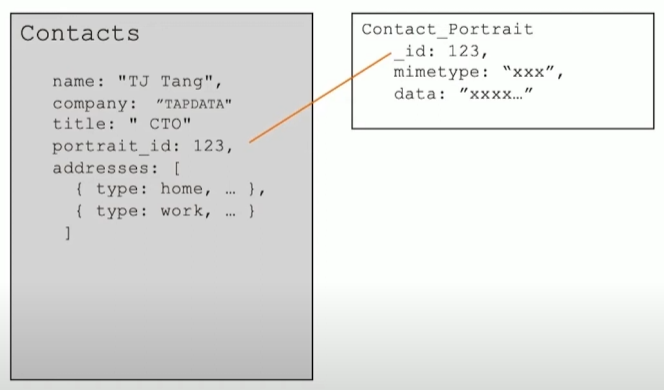 Contacts
name: "TJ Tang",
company: "TAPDATA"
title: " CTO"
portrait_id: 123,
addresses: [
{ type: home, … },
{ type: work, … }
]
Contact_Portrait
_id: 123,
mimetype: “xxx”,
data: ”xxxx…”